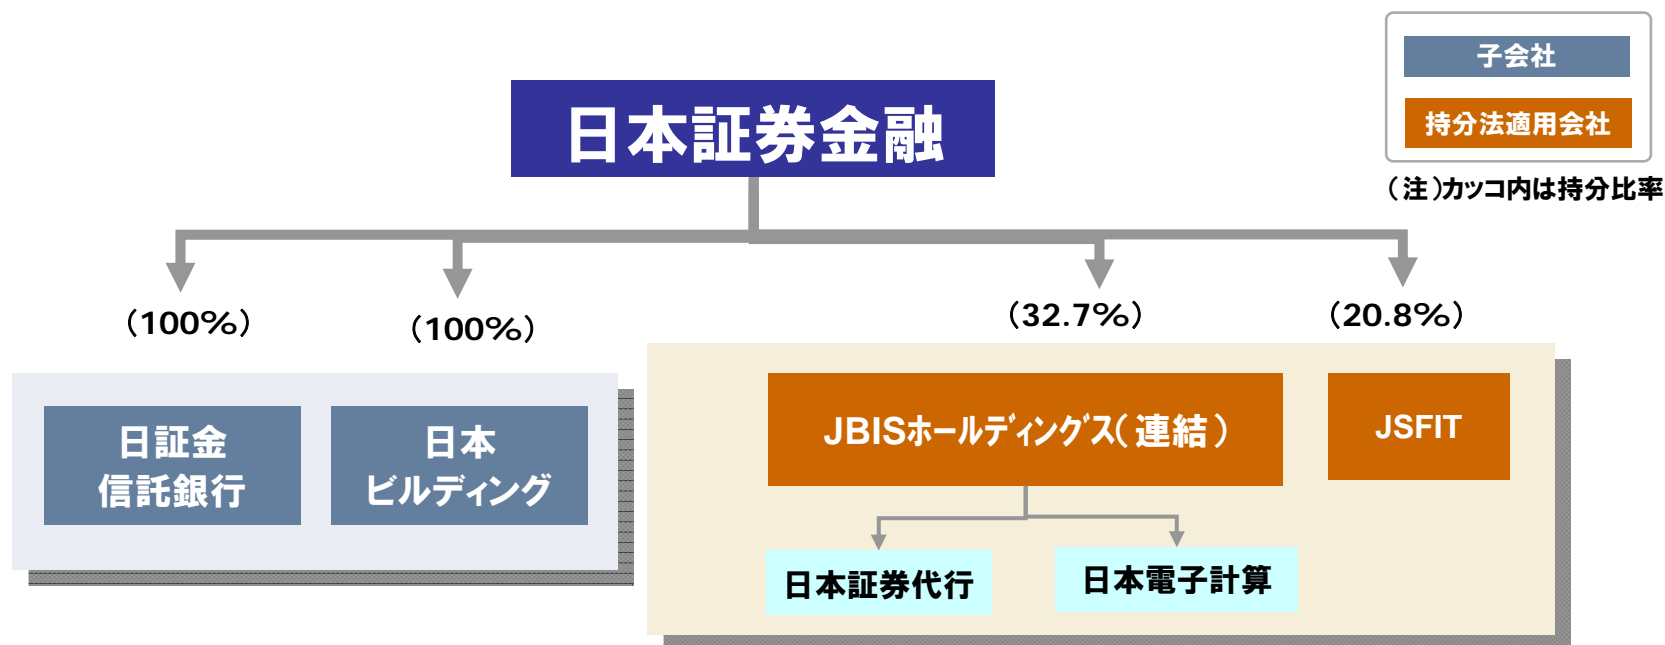 子会社
持分法適用会社
（注）カッコ内は持分比率
日本証券金融
（100%）
（100%）
（32.7%）
（20.8%）
日証金
信託銀行
日本
ビルディング
JBISホールディングス（連結）
JSFIT
日本証券代行
日本電子計算